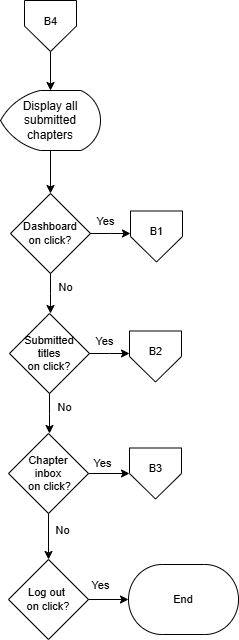 B4
Display all
submitted
chapters
Dashboard
on click?
Yes
B1
No
Submitted
titles
on click?
Yes
B2
No
Chapter
inbox
on click?
Yes
B3
No
Log out
on click?
Yes
End